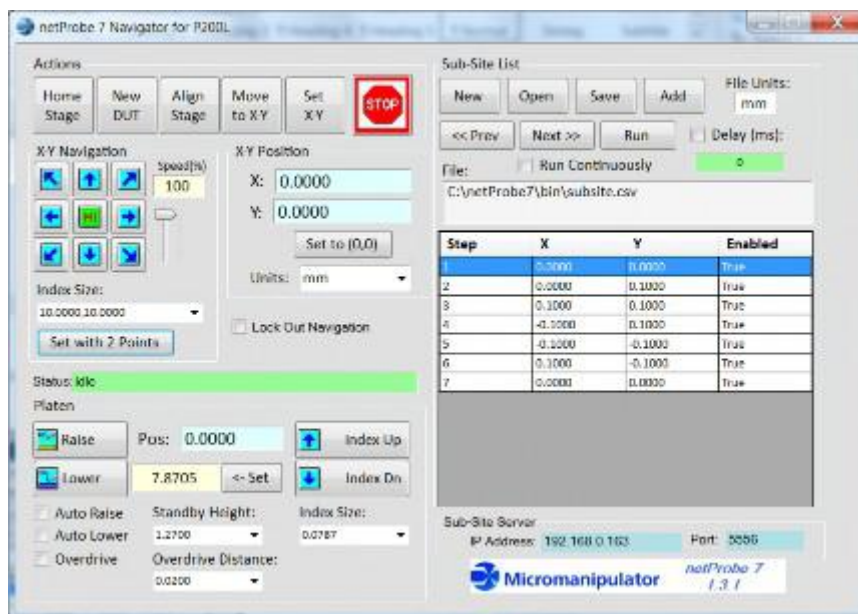 netProbe 7 Navigator for P200L
Actions
Home Stage
New DUT
Align Stage
Move to X-Y
Set X Y
STOP
X-Y Navigation
Speed(%)
100
HI
Index Size:
10.0000,10.0000
Set with 2 Points
X-Y Position
X: 0.0000
Y: 0.0000
Set to (0,0)
Units: mm
Lock Out Navigation
Status: Idle
Platen
Raise
Pos: 0.0000
Index Up
Lower
7.8705
<- Set
Index Dn
Auto Raise
Auto Lower
Overdrive
Standby Height:
1.2700
Overdrive Distance:
0.0200
Index Size:
0.0787
Sub-Site List
New
Open
Save
Add
File Units:
mm
<< Prev
Next >>
Run
Delay (ms):
0
File:
Run Continuously
C:\netProbe7\bin\subsite.csv
Step X Y Enabled
1 0.0000 0.0000 True
2 0.0000 0.1000 True
3 0.1000 0.1000 True
4 -0.1000 0.1000 True
5 -0.1000 -0.1000 True
6 0.1000 -0.1000 True
7 0.0000 0.0000 True
Sub-Site Server
IP Address: 192.168.0.163 Port: 5556
Micromanipulator
netProbe 7
1.3.1